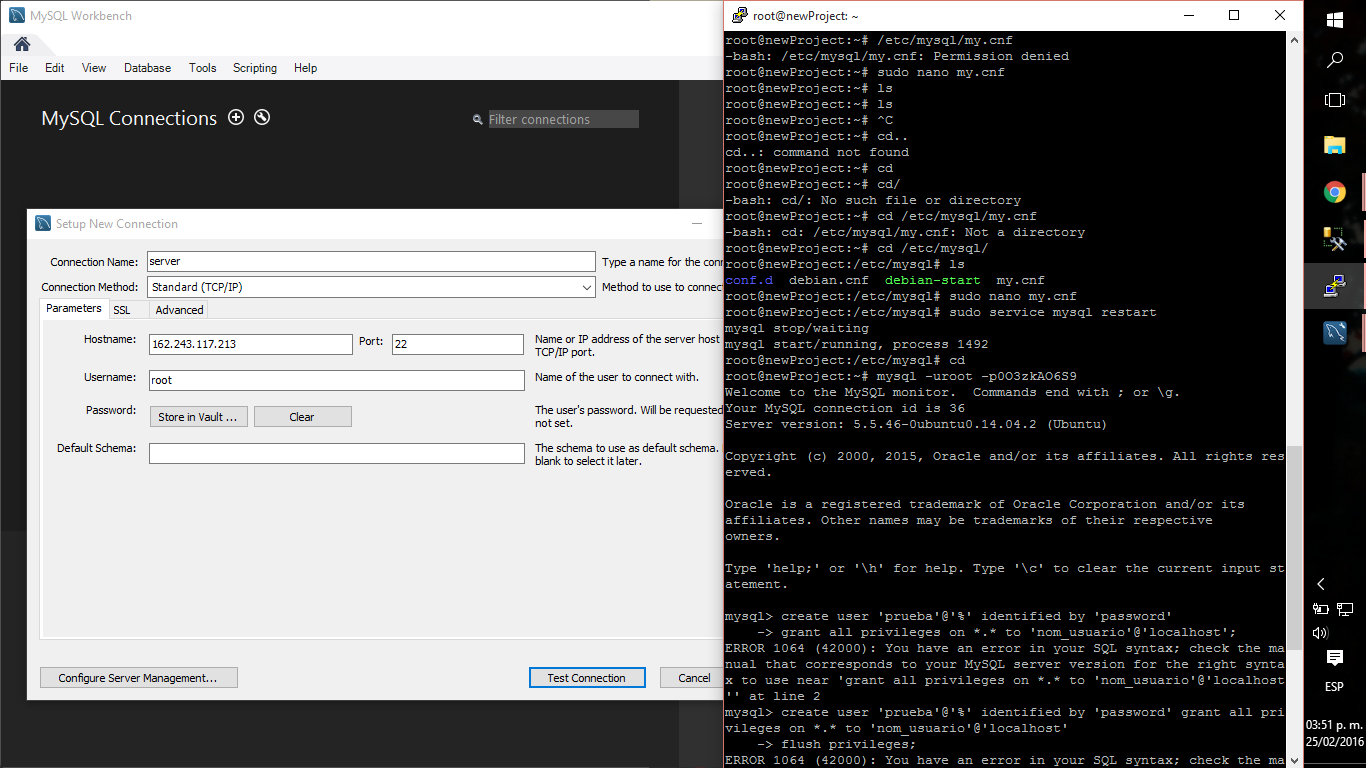 MySQL Workbench
File Edit View Database Tools Scripting Help
MySQL Connections
Filter connections
Setup New Connection
Connection Name: server Type a name for the conn
Connection Method: Standard (TCP/IP) Method to use to connec
Parameters SSL Advanced
Hostname: 162.243.117.213 Port: 22 Name or IP address of the server host
TCP/IP port.
Username: root Name of the user to connect with.
Password: Store in Vault ... Clear The user's password. Will be requested
not set.
Default Schema: The schema to use as default schema.
blank to select it later.
Configure Server Management... Test Connection Cancel
root@newProject: ~
root@newProject:~# /etc/mysql/my.cnf
-bash: /etc/mysql/my.cnf: Permission denied
root@newProject:~# sudo nano my.cnf
root@newProject:~# ls
root@newProject:~# ls
root@newProject:~# ^C
root@newProject:~# cd..
cd..: command not found
root@newProject:~# cd
root@newProject:~# cd/
-bash: cd/: No such file or directory
root@newProject:~# cd /etc/mysql/my.cnf
-bash: cd: /etc/mysql/my.cnf: Not a directory
root@newProject:~# cd /etc/mysql/
root@newProject:/etc/mysql# ls
conf.d debian.cnf debian-start my.cnf
root@newProject:/etc/mysql# sudo nano my.cnf
root@newProject:/etc/mysql# sudo service mysql restart
mysql stop/waiting
mysql start/running, process 1492
root@newProject:/etc/mysql# cd
root@newProject:~# mysql -uroot -p0O3zkAO6S9
Welcome to the MySQL monitor.  Commands end with ; or \g.
Your MySQL connection id is 36
Server version: 5.5.46-0ubuntu0.14.04.2 (Ubuntu)
Copyright (c) 2000, 2015, Oracle and/or its affiliates. All rights res
erved.
Oracle is a registered trademark of Oracle Corporation and/or its
affiliates. Other names may be trademarks of their respective
owners.
Type 'help;' or '\h' for help. Type '\c' to clear the current input st
atement.
mysql> create user 'prueba'@'%' identified by 'password'
-> grant all privileges on *.* to 'nom_usuario'@'localhost';
ERROR 1064 (42000): You have an error in your SQL syntax; check the ma
nual that corresponds to your MySQL server version for the right synta
x to use near 'grant all privileges on *.* to 'nom_usuario'@'localhost
'' at line 2
mysql> create user 'prueba'@'%' identified by 'password' grant all pri
vileges on *.* to 'nom_usuario'@'localhost'
-> flush privileges;
ERROR 1064 (42000): You have an error in your SQL syntax; check the ma
ESP
03:51 p. m.
25/02/2016